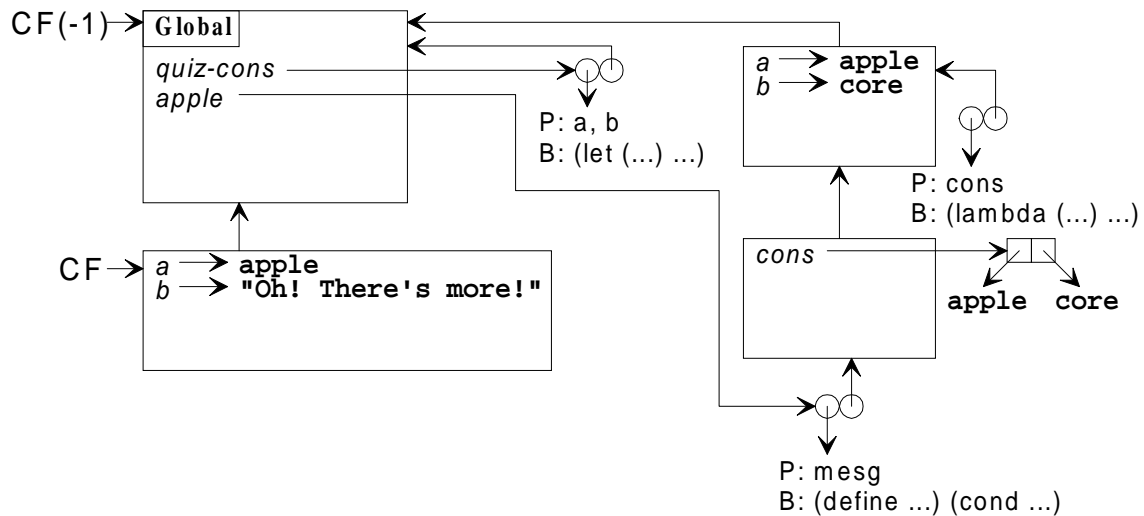 CF(-1)
Global
quiz-cons
apple
P: a, b
B: (let (...) ...)
a apple
b core
P: cons
B: (lambda (...) ...)
CF
a apple
b "Oh! There's more!"
cons
apple core
P: mesg
B: (define ...) (cond ...)